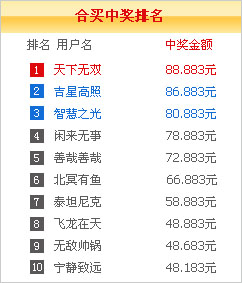 合买中奖排名
排名 用户名 中奖金额
1 天下无双 88.883元
2 吉星高照 86.883元
3 智慧之光 80.883元
4 闲来无事 78.883元
5 善哉善哉 72.883元
6 北冥有鱼 66.883元
7 泰坦尼克 58.883元
8 飞龙在天 48.883元
9 无敌帅锅 48.683元
10 宁静致远 48.183元